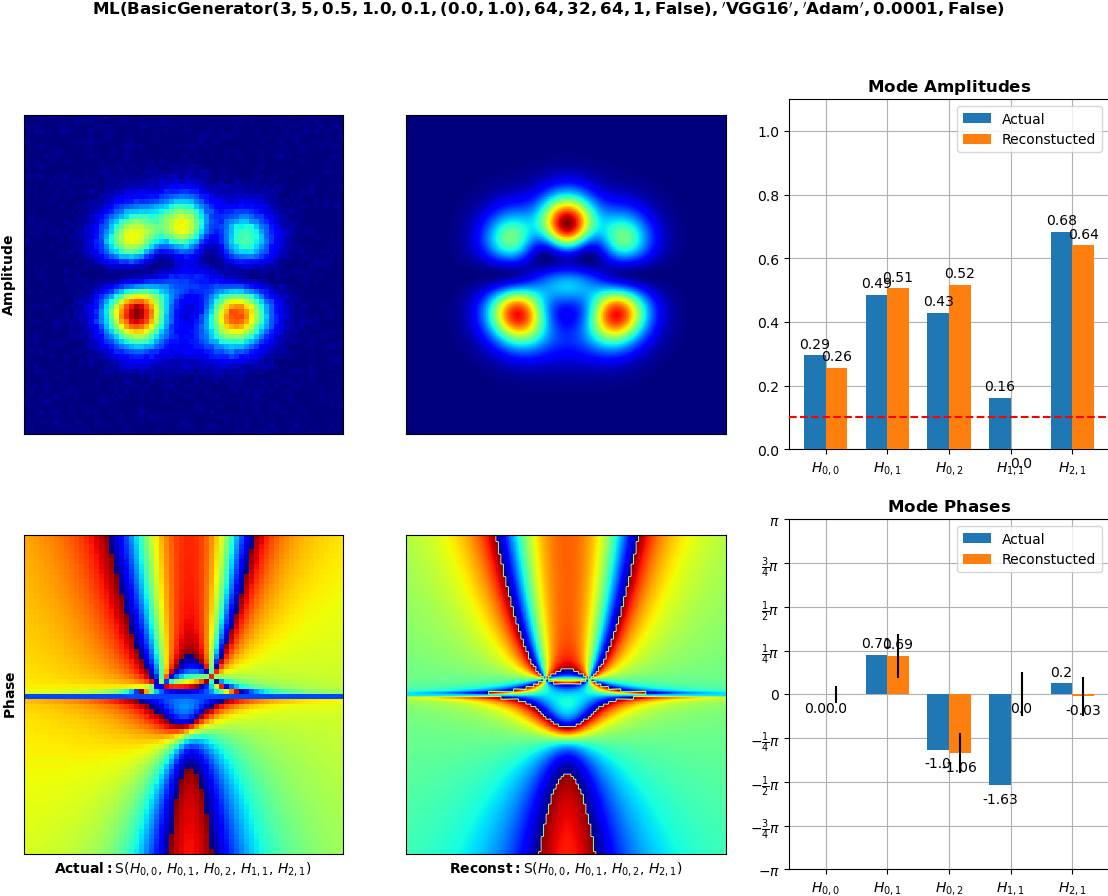 ML(BasicGenerator(3, 5, 0.5, 1.0, 0.1, (0.0, 1.0), 64, 32, 64, 1, False), ′VGG16′, ′Adam′, 0.0001, False)
Amplitude
Mode Amplitudes
Actual
Reconstucted
1.0
0.8
0.6
0.4
0.2
0.0
0.29
0.26
0.49
0.51
0.43
0.52
0.16
0.0
0.68
0.64
H0,0
H0,1
H0,2
H1,1
H2,1
Phase
Actual: S(H0,0, H0,1, H0,2, H1,1, H2,1)
Reconst: S(H0,0, H0,1, H0,2, H2,1)
Mode Phases
Actual
Reconstucted
π
3/4π
1/2π
1/4π
0
−1/4π
−1/2π
−3/4π
−π
0.0
0.0
0.71
0.69
-1.0
-1.06
-1.63
0.0
0.2
-0.03
H0,0
H0,1
H0,2
H1,1
H2,1